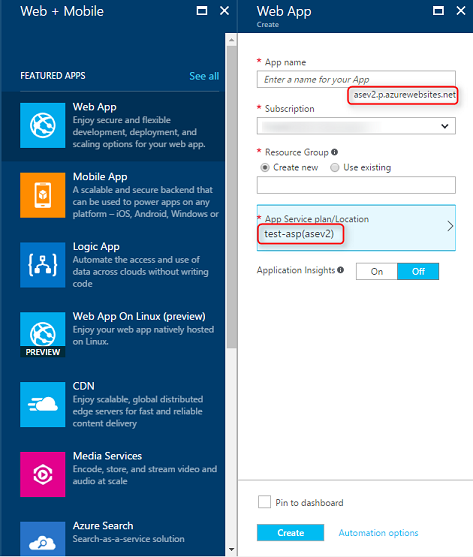 Web + Mobile
FEATURED APPS
See all
Web App
Enjoy secure and flexible
development, deployment, and
scaling options for your web app.
Mobile App
A scalable and secure backend that
can be used to power apps on any
platform – iOS, Android, Windows or
Logic App
Automate the access and use of
data across clouds without writing
code
Web App On Linux (preview)
Enjoy your web app natively hosted
on Linux.
PREVIEW
CDN
Enjoy scalable, global distributed
edge servers for fast and reliable
content delivery
Media Services
Encode, store, and stream video and
audio at scale
Azure Search
Search-as-a-service solution
Web App
Create
* App name
Enter a name for your App
asev2.p.azurewebsites.net
* Subscription
* Resource Group
Create new
Use existing
* App Service plan/Location
test-asp(asev2)
Application Insights
On
Off
Pin to dashboard
Create
Automation options